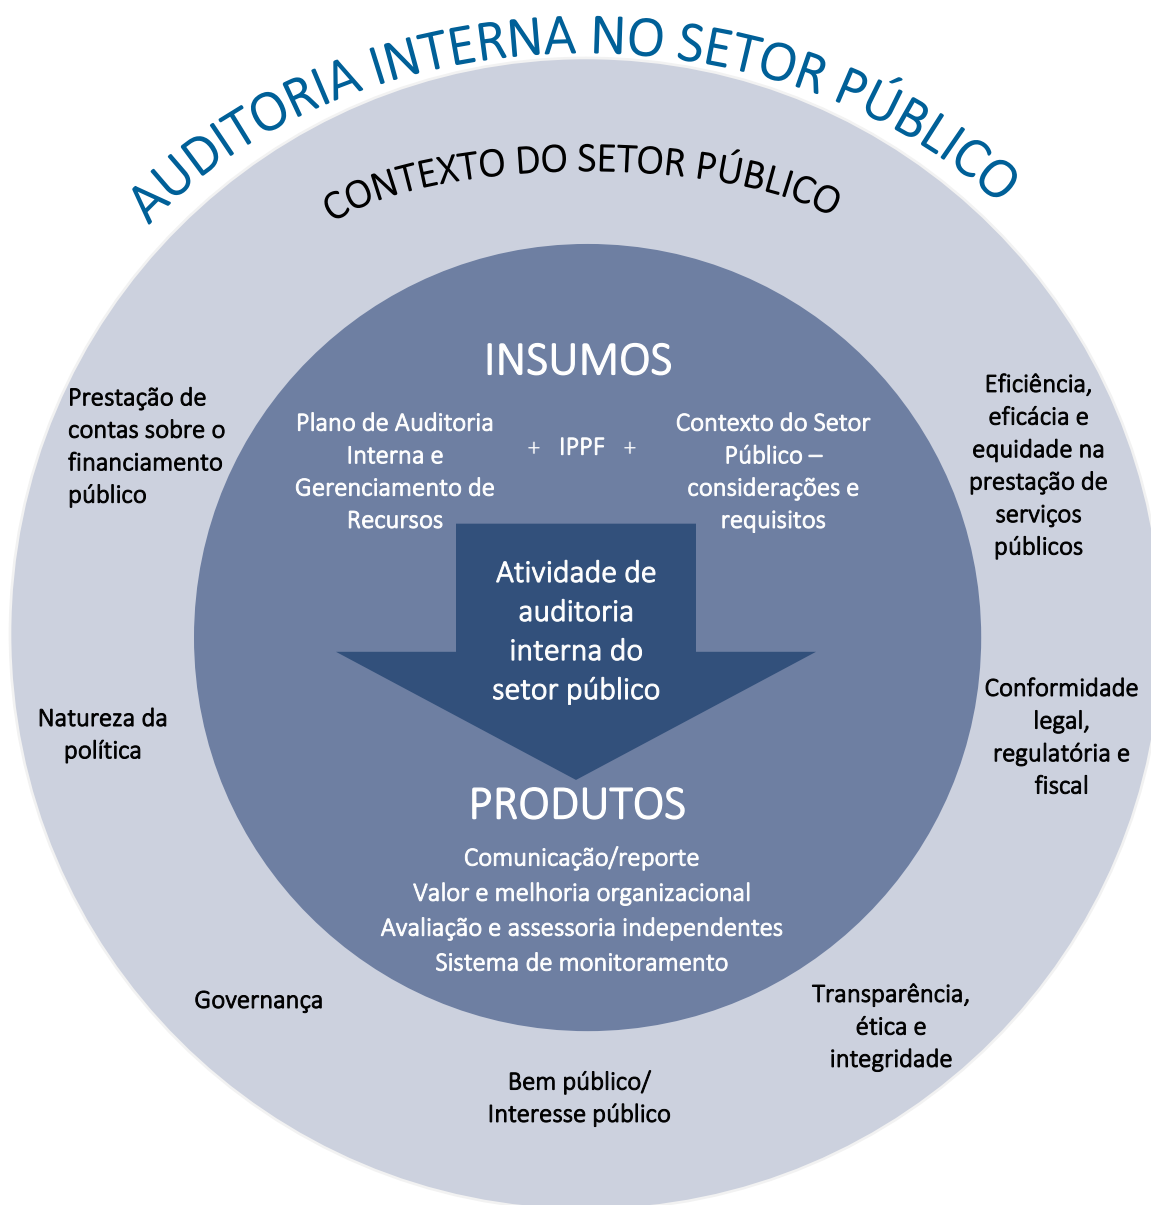 AUDITORIA INTERNA NO SETOR PÚBLICO
CONTEXTO DO SETOR PÚBLICO
INSUMOS
Plano de Auditoria
Interna e
Gerenciamento de
Recursos
+ IPPF +
Contexto do Setor
Público –
considerações e
requisitos
Atividade de
auditoria
interna do
setor público
PRODUTOS
Comunicação/reporte
Valor e melhoria organizacional
Avaliação e assessoria independentes
Sistema de monitoramento
Prestação de
contas sobre o
financiamento
público
Eficiência,
eficácia e
equidade na
prestação de
serviços
públicos
Natureza da
política
Conformidade
legal,
regulatória e
fiscal
Governança
Transparência,
ética e
integridade
Bem público/
Interesse público